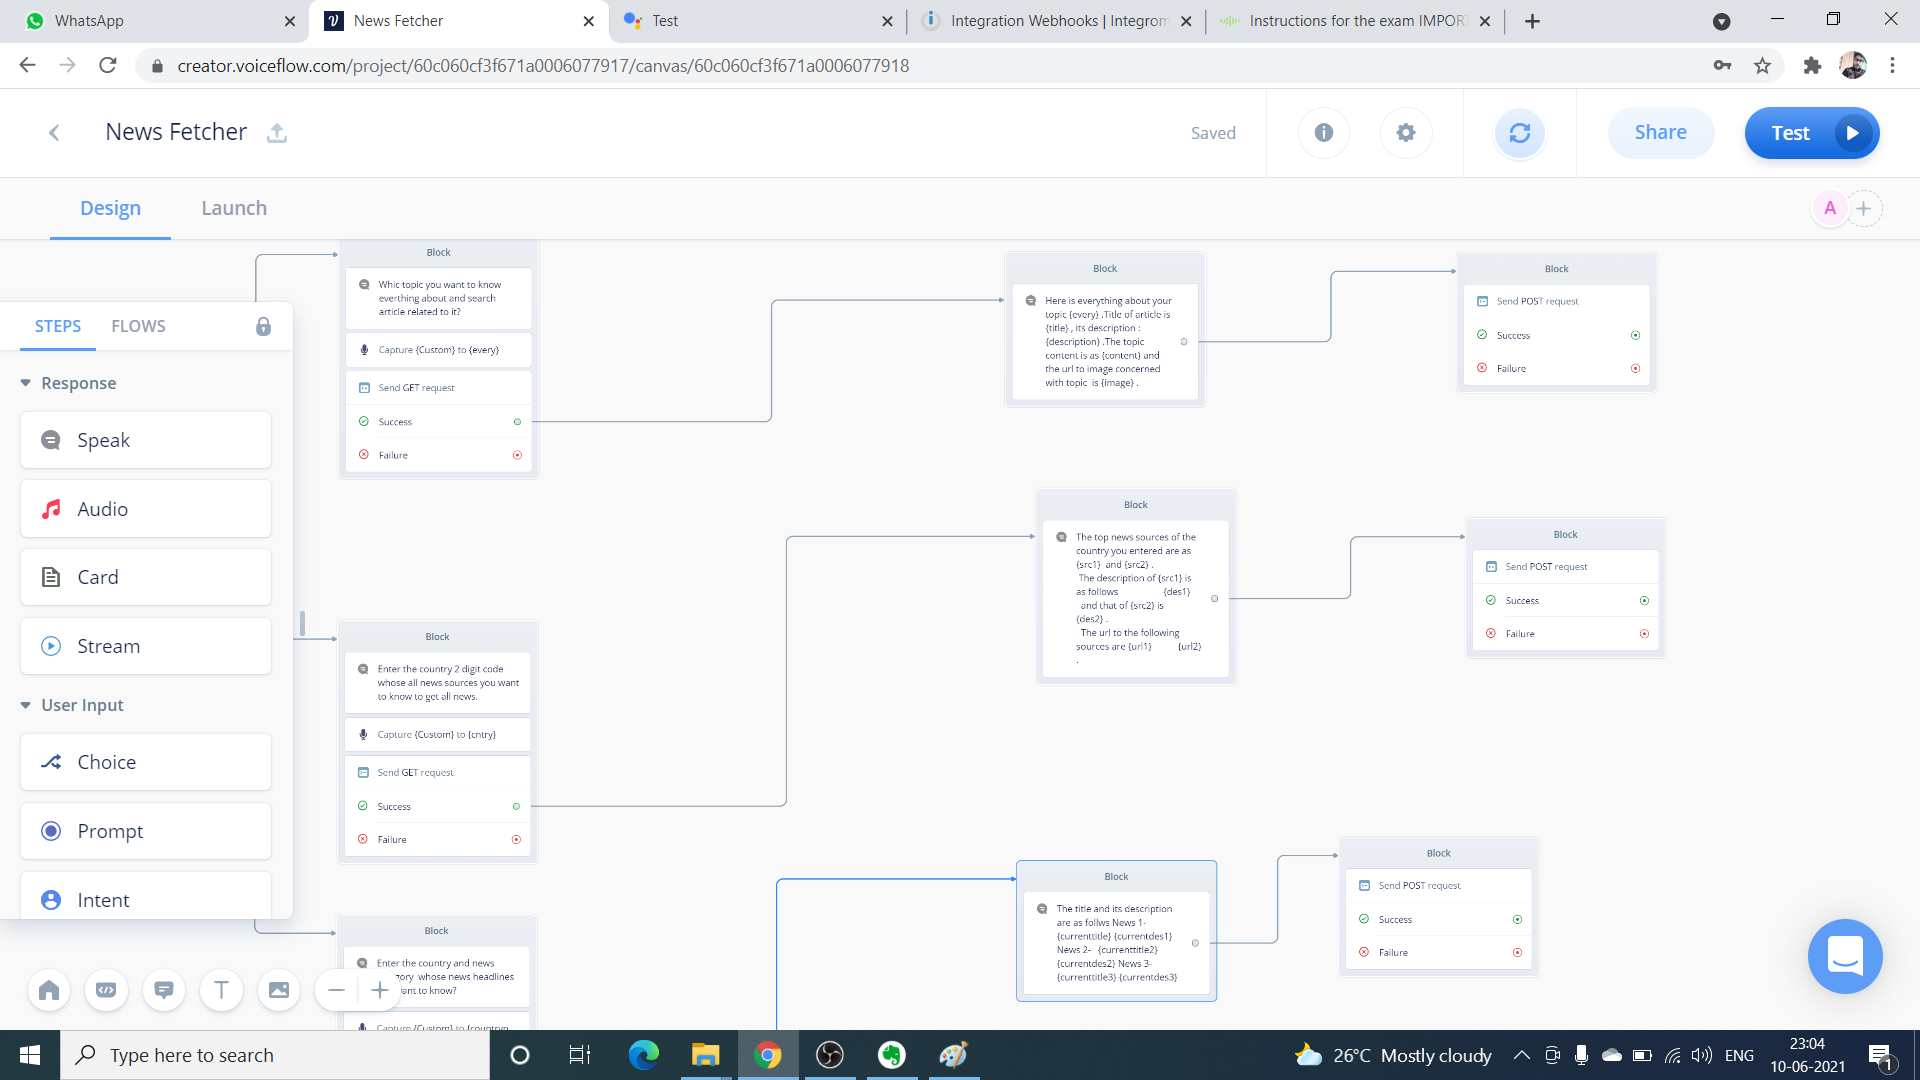 WhatsApp
News Fetcher
Test
Integration Webhooks | Integrom
Instructions for the exam IMPOR
creator.voiceflow.com/project/60c060cf3f671a0006077917/canvas/60c060cf3f671a0006077918
News Fetcher
Saved
Share
Test
Design
Launch
A
STEPS
FLOWS
Response
Speak
Audio
Card
Stream
User Input
Choice
Prompt
Intent
Block
Whic topic you want to know
everthing about and search
article related to it?
Capture {Custom} to {every}
Send GET request
Success
Failure
Block
Here is everything about your
topic {every} .Title of article is
{title} , its description :
{description} .The topic
content is as {content} and
the url to image concerned
with topic is {image} .
Block
Send POST request
Success
Failure
Block
Enter the country 2 digit code
whose all news sources you want
to know to get all news.
Capture {Custom} to {cntry}
Send GET request
Success
Failure
Block
The top news sources of the
country you entered are as
{src1} and {src2} .
The description of {src1} is
as follows {des1}
and that of {src2} is
{des2} .
The url to the following
sources are {url1} {url2}
.
Block
Send POST request
Success
Failure
Block
Enter the country and news
gory whose news headlines
ant to know?
Capture {Custom} to {countryn
Block
The title and its description
are as follws News 1-
{currenttitle} {currentdes1}
News 2- {currenttitle2}
{currentdes2} News 3-
{currenttitle3} {currentdes3}
Block
Send POST request
Success
Failure
T
Type here to search
26°C Mostly cloudy
ENG
23:04
10-06-2021
1